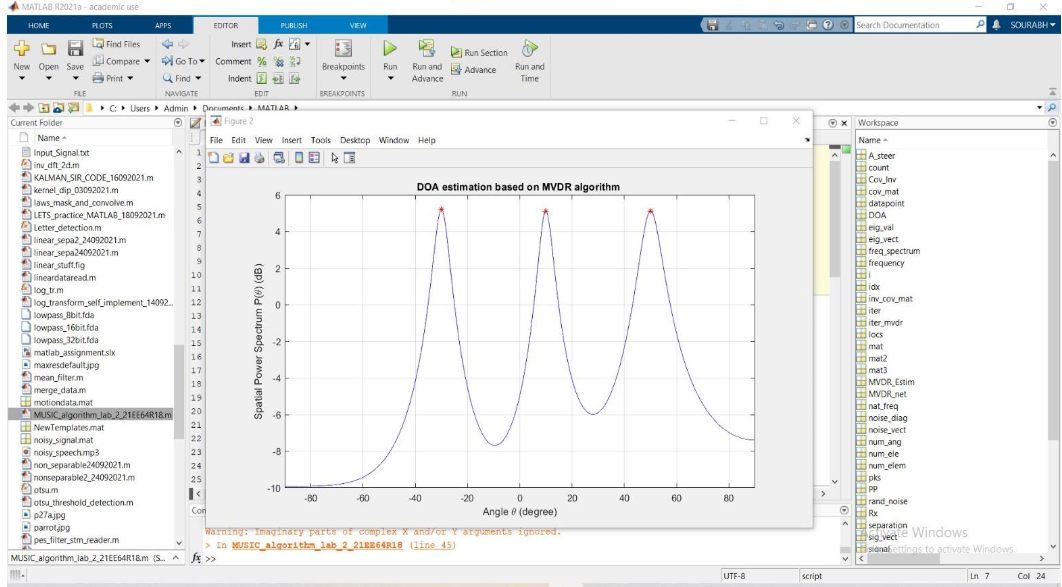 MATLAB R2021a - academic use
HOME PLOTS APPS EDITOR PUBLISH VIEW
Search Documentation
SOURABH
New Open Save
Find Files
Compare
Print
Go To
Find
Insert
Comment
Indent
Breakpoints
Run
Run and Advance
Run Section
Advance
Run and Time
FILE NAVIGATE EDIT BREAKPOINTS RUN
C: Users Admin Documents MATLAB
Current Folder
Name
Input_Signal.txt
inv_dft_2d.m
KALMAN_SIR_CODE_16092021.m
kernel_dip_03092021.m
laws_mask_and_convolve.m
LETS_practice_MATLAB_18092021.m
Letter_detection.m
linear_sepa2_24092021.m
linear_sepa24092021.m
linear_stuff.fig
lineardataread.m
log_tr.m
log_transform_self_implement_14092...
lowpass_8bit.fda
lowpass_16bit.fda
lowpass_32bit.fda
matlab_assignment.slx
maxresdefault.jpg
mean_filter.m
merge_data.m
motiondata.mat
MUSIC_algorithm_lab_2_21EE64R18.m
NewTemplates.mat
noisy_signal.mat
noisy_speech.mp3
non_separable24092021.m
nonseparable2_24092021.m
otsu.m
otsu_threshold_detection.m
p27a.jpg
parrot.jpg
pes_filter_stm_reader.m
MUSIC_algorithm_lab_2_21EE64R18.m (S...
1
2
3
4
5
6
7
8
9
10
11
12
13
14
15
16
17
18
19
20
21
22
23
24
25
Figure 2
File Edit View Insert Tools Desktop Window Help
DOA estimation based on MVDR algorithm
Spatial Power Spectrum P(θ) (dB)
6
4
2
0
-2
-4
-6
-8
-10
-80 -60 -40 -20 0 20 40 60 80
Angle θ (degree)
Con
Warning: Imaginary parts of complex X and/or Y arguments ignored.
> In MUSIC_algorithm_lab_2_21EE64R18 (line 45)
fx >>
Workspace
Name
A_steer
count
Cov_Inv
cov_mat
datapoint
DOA
eig_val
eig_vect
freq_spectrum
frequency
i
idx
inv_cov_mat
iter
iter_mvdr
locs
mat
mat2
mat3
MVDR_Estim
MVDR_net
nat_freq
noise_diag
noise_vect
num_ang
num_ele
num_elem
pks
PP
rand_noise
Rx
separation
sig_vect
signal
Activate Windows
Settings to activate Windows.
UTF-8 script Ln 7 Col 24